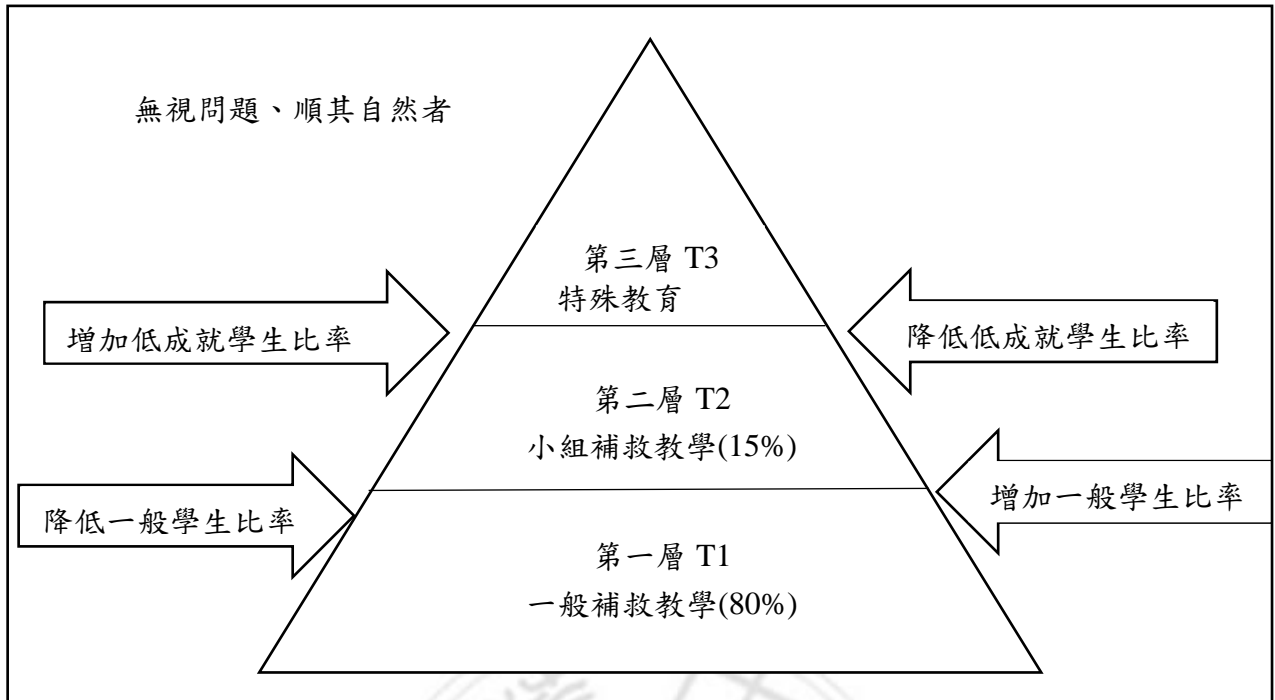 無視問題、順其自然者
第三層 T3
特殊教育
增加低成就學生比率
降低低成就學生比率
第二層 T2
小組補救教學(15%)
降低一般學生比率
增加一般學生比率
第一層 T1
一般補救教學(80%)